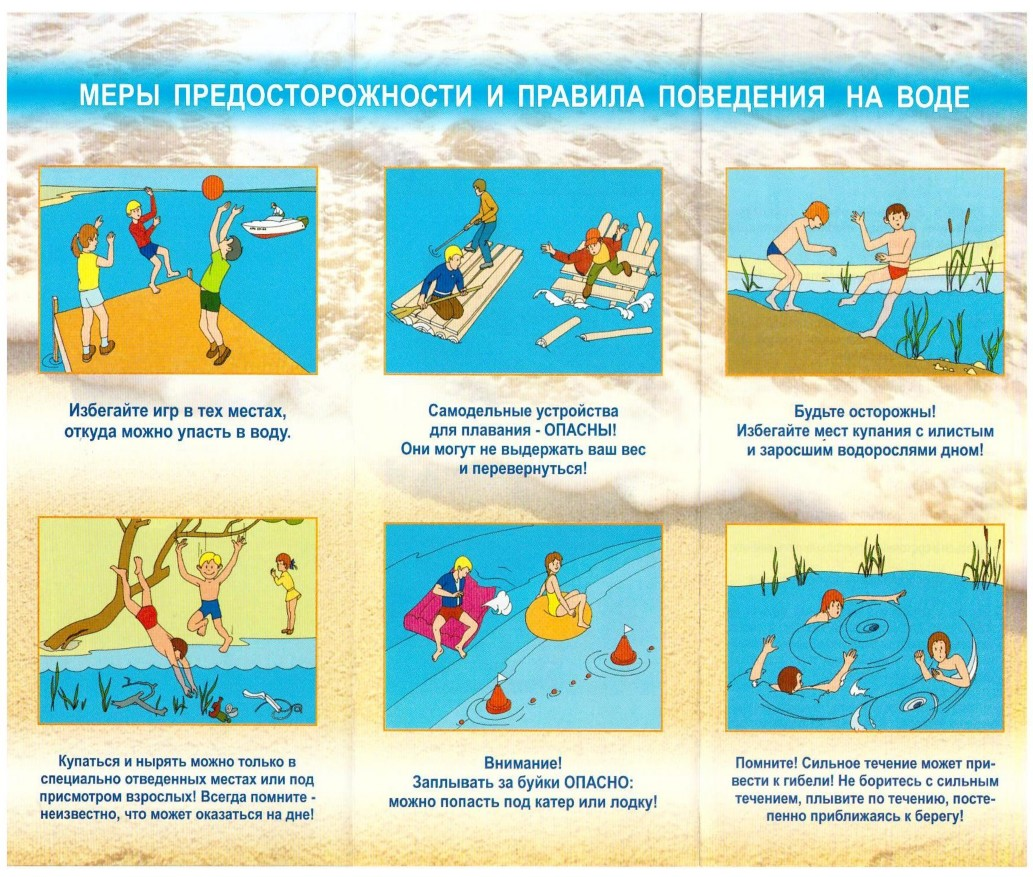 МЕРЫ ПРЕДОСТОРОЖНОСТИ И ПРАВИЛА ПОВЕДЕНИЯ НА ВОДЕ
Избегайте игр в тех местах,
откуда можно упасть в воду.
Самодельные устройства
для плавания - ОПАСНЫ!
Они могут не выдержать ваш вес
и перевернуться!
Будьте осторожны!
Избегайте мест купания с илистым
и заросшим водорослями дном!
Купаться и нырять можно только в
специально отведенных местах или под
присмотром взрослых! Всегда помните -
неизвестно, что может оказаться на дне!
Внимание!
Заплывать за буйки ОПАСНО:
можно попасть под катер или лодку!
Помните! Сильное течение может при-
вести к гибели! Не боритесь с сильным
течением, плывите по течению, посте-
пенно приближаясь к берегу!